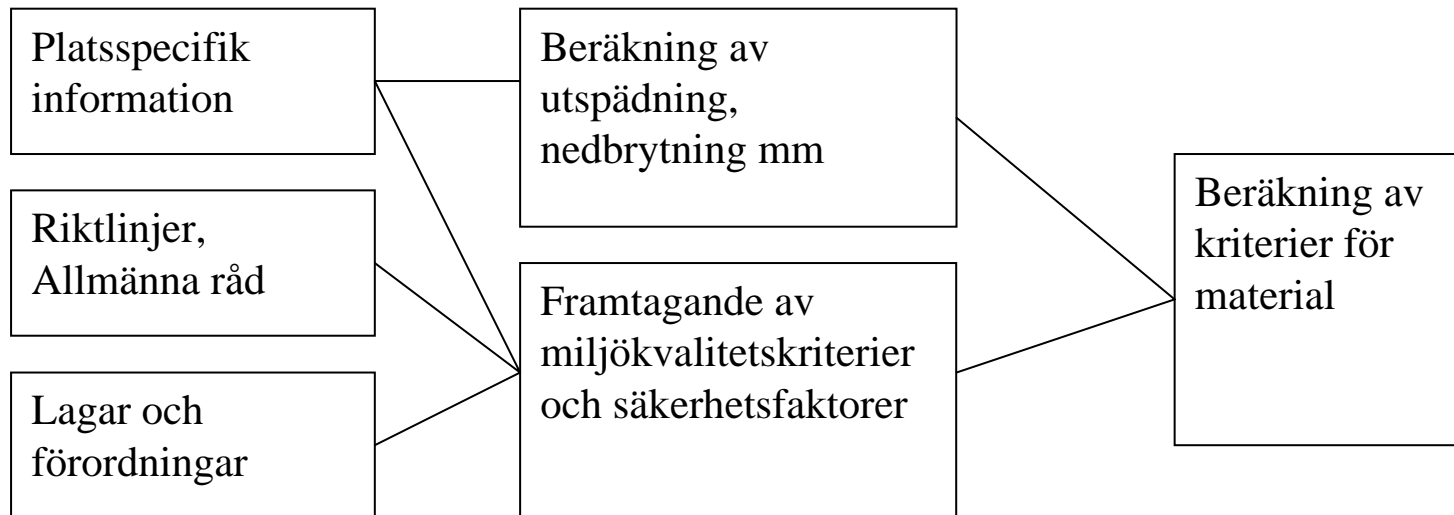 Platsspecifik
information
Riktlinjer,
Allmänna råd
Lagar och
förordningar
Beräkning av
utspädning,
nedbrytning mm
Framtagande av
miljökvalitetskriterier
och säkerhetsfaktorer
Beräkning av
kriterier för
material